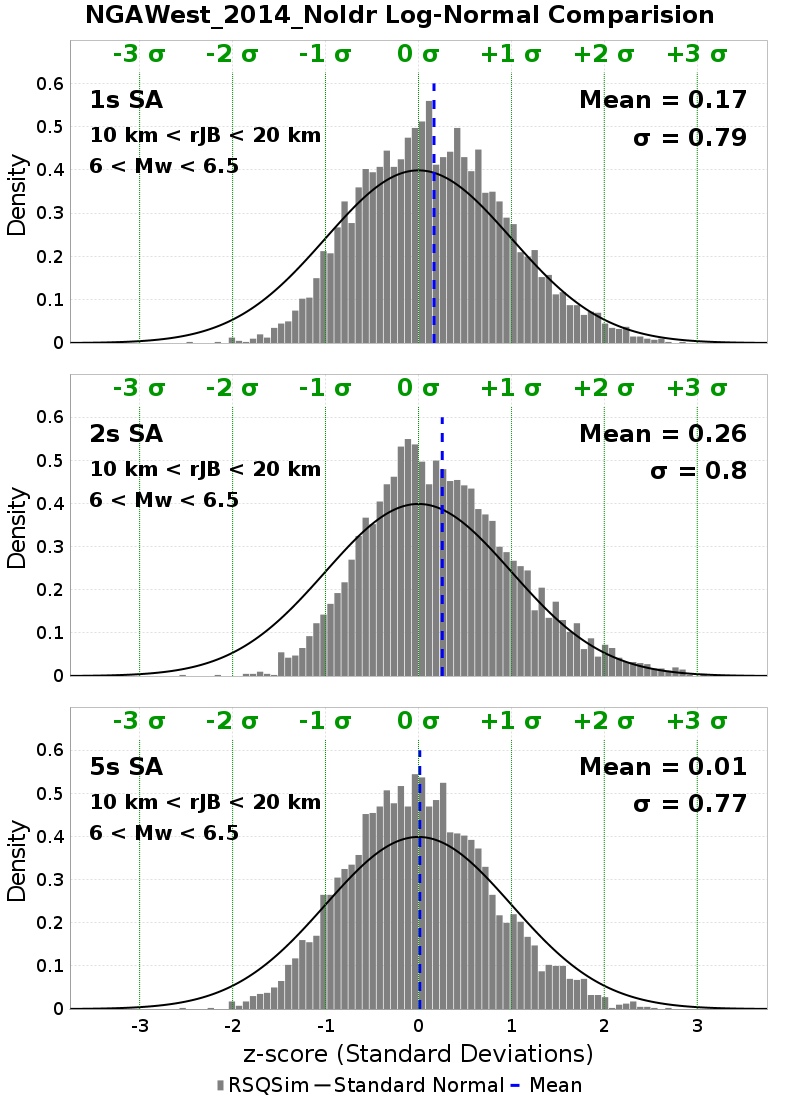 NGAWest_2014_NoIdr Log-Normal Comparision
-3 σ -2 σ -1 σ 0 σ +1 σ +2 σ +3 σ
0.6
1s SA Mean = 0.17
0.5
10 km < rJB < 20 km σ = 0.79
0.4
6 < Mw < 6.5
0.3
0.2
0.1
0
Density
-3 σ -2 σ -1 σ 0 σ +1 σ +2 σ +3 σ
0.6
2s SA Mean = 0.26
0.5
10 km < rJB < 20 km σ = 0.8
0.4
6 < Mw < 6.5
0.3
0.2
0.1
0
Density
-3 σ -2 σ -1 σ 0 σ +1 σ +2 σ +3 σ
0.6
5s SA Mean = 0.01
0.5
10 km < rJB < 20 km σ = 0.77
0.4
6 < Mw < 6.5
0.3
0.2
0.1
0
Density
-3 -2 -1 0 1 2 3
z-score (Standard Deviations)
RSQSim Standard Normal Mean